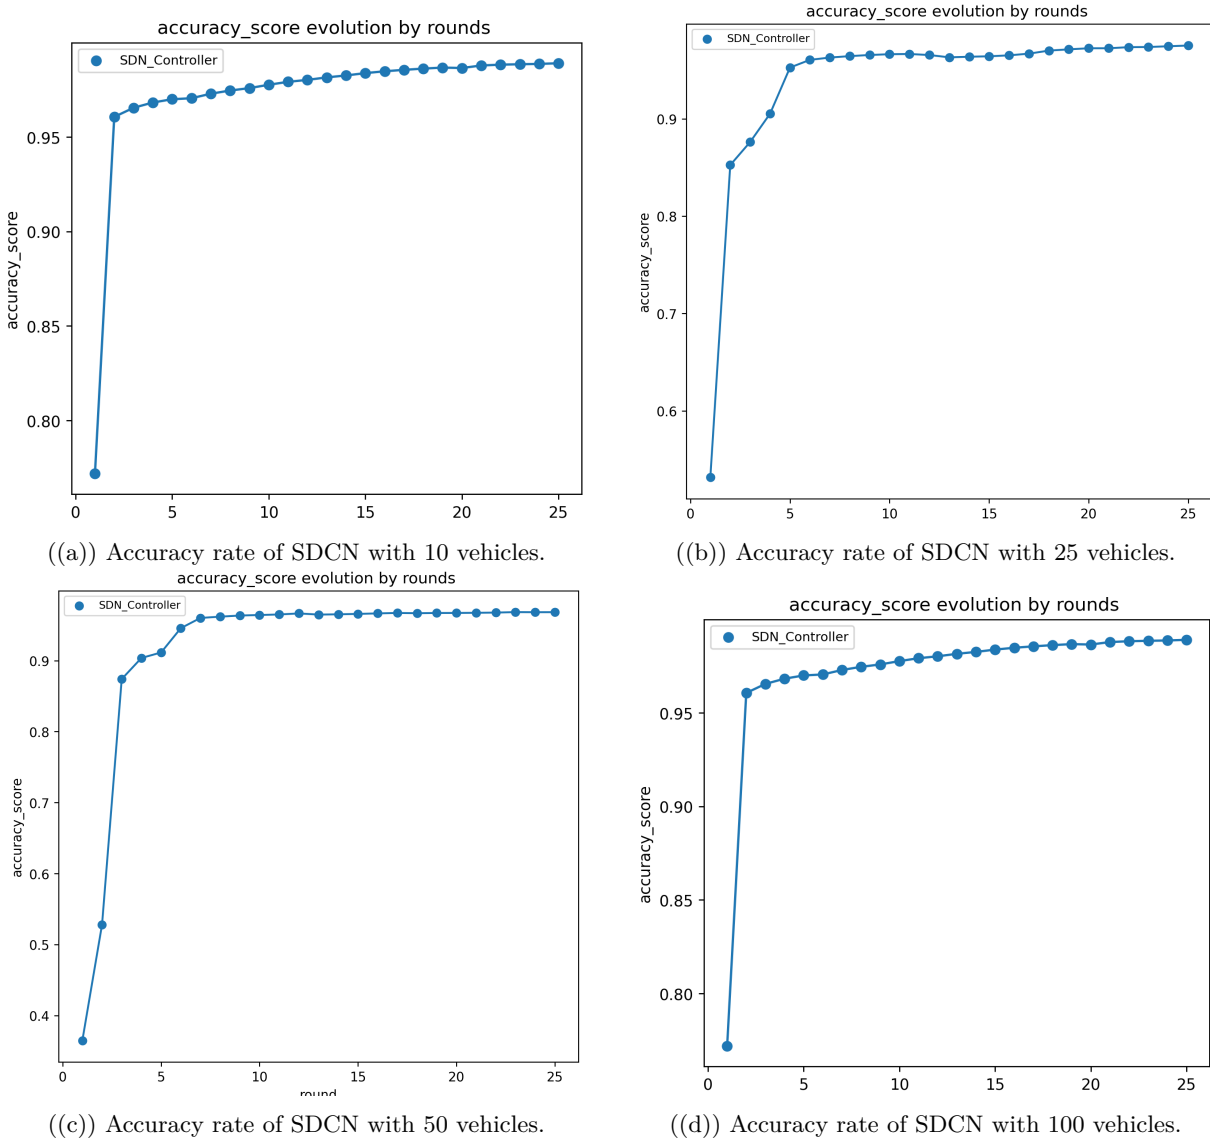 accuracy_score evolution by rounds
SDN_Controller
accuracy_score
0.95
0.90
0.85
0.80
0 5 10 15 20 25
((a)) Accuracy rate of SDCN with 10 vehicles.
accuracy_score evolution by rounds
SDN_Controller
accuracy_score
0.9
0.8
0.7
0.6
0 5 10 15 20 25
((b)) Accuracy rate of SDCN with 25 vehicles.
accuracy_score evolution by rounds
SDN_Controller
accuracy_score
0.9
0.8
0.7
0.6
0.5
0.4
0 5 10 15 20 25
round
((c)) Accuracy rate of SDCN with 50 vehicles.
accuracy_score evolution by rounds
SDN_Controller
accuracy_score
0.95
0.90
0.85
0.80
0 5 10 15 20 25
((d)) Accuracy rate of SDCN with 100 vehicles.